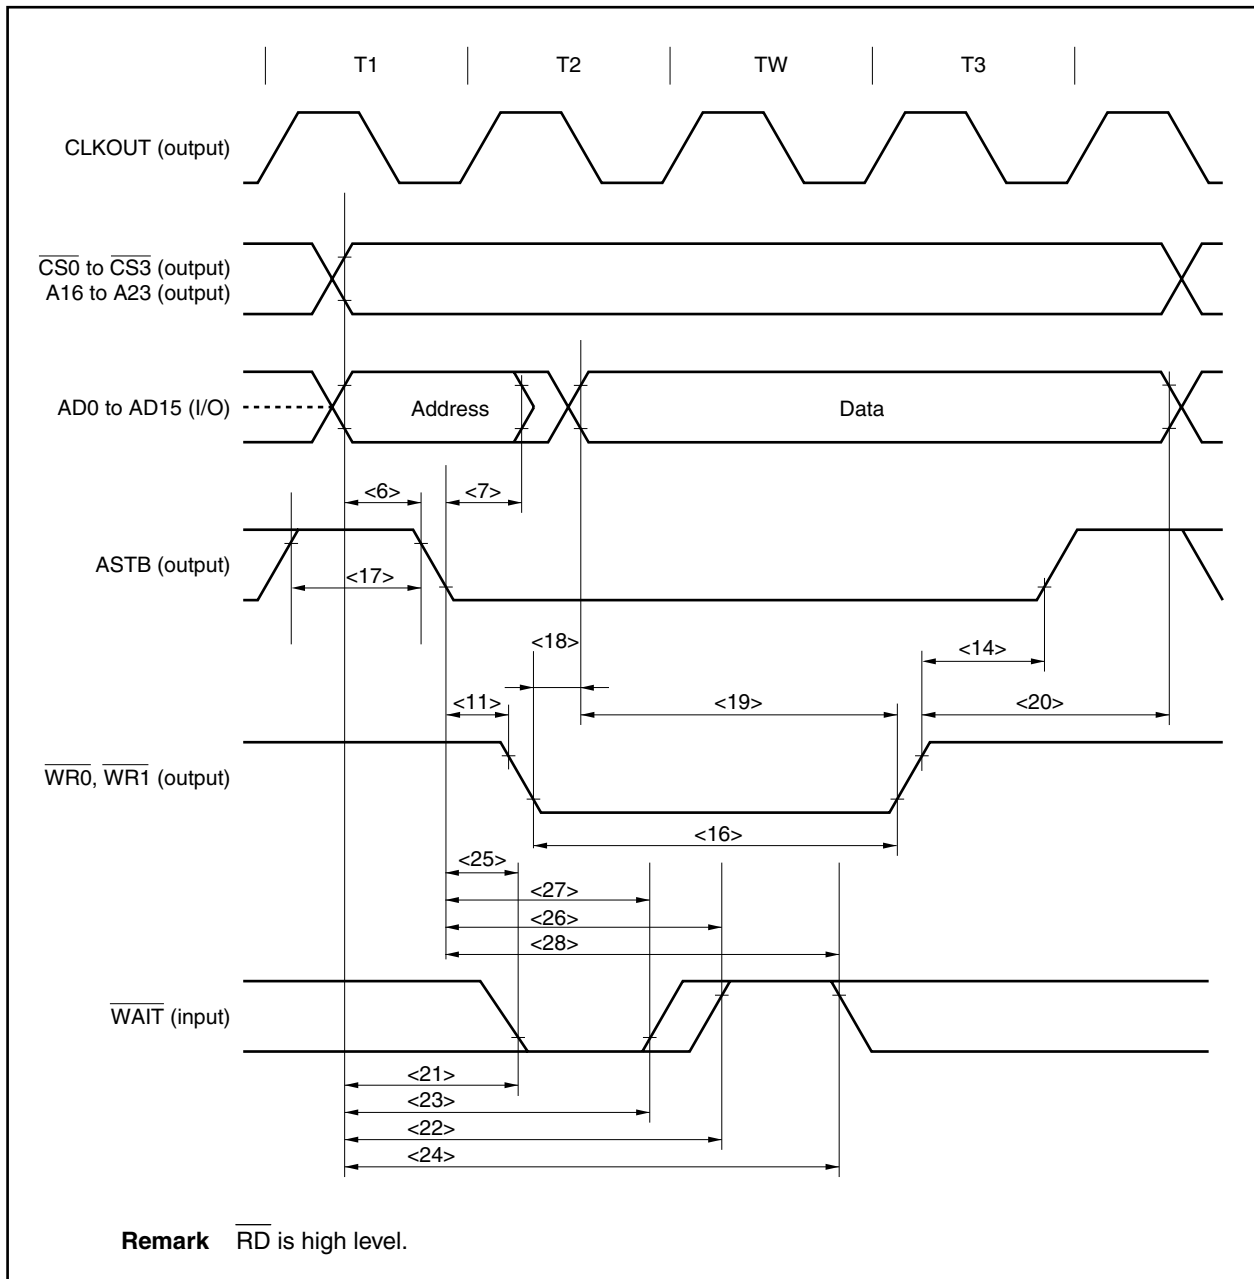 T1 T2 TW T3
CLKOUT (output)
CS0 to CS3 (output)
A16 to A23 (output)
AD0 to AD15 (I/O)
Address
Data
<6>
<7>
ASTB (output)
<17>
<18>
<14>
<11>
<19>
<20>
WR0, WR1 (output)
<16>
<25>
<27>
<26>
<28>
WAIT (input)
<21>
<23>
<22>
<24>
Remark RD is high level.